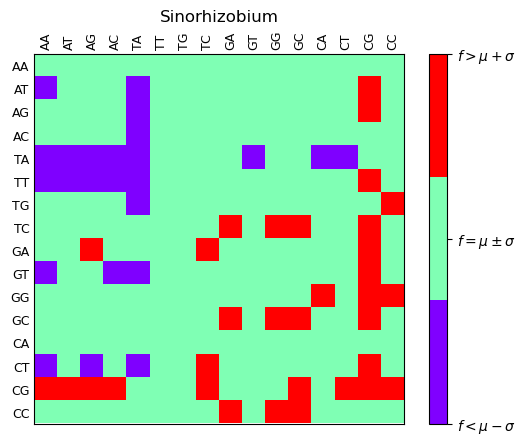 Sinorhizobium
AA AT AG AC TA TT TG TC GA GT GG GC CA CT CG CC
AA
AT
AG
AC
TA
TT
TG
TC
GA
GT
GG
GC
CA
CT
CG
CC
f > μ + σ
f = μ ± σ
f < μ − σ